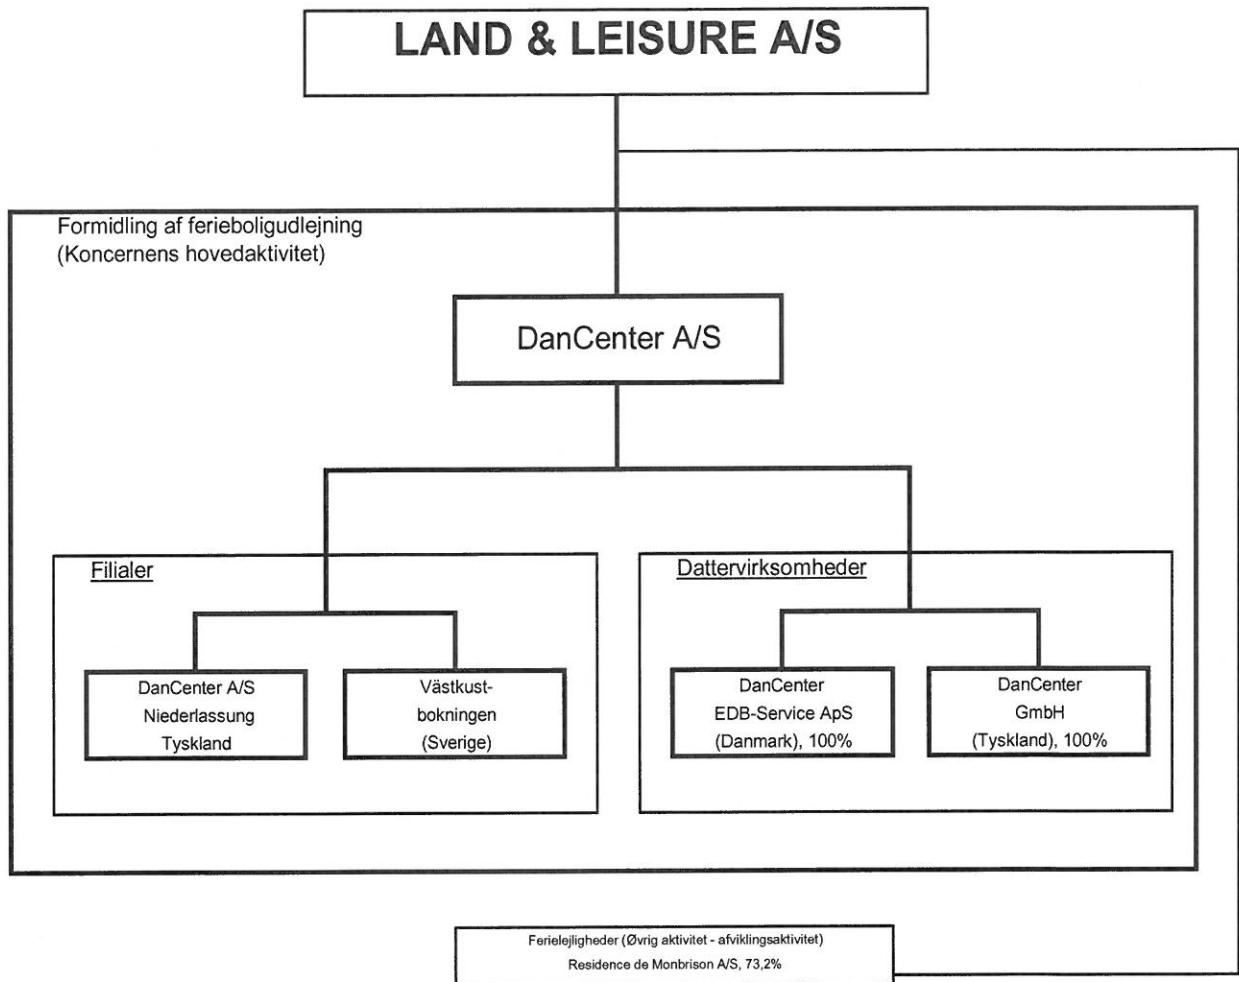 LAND & LEISURE A/S
Formidling af ferieboligudlejning
(Koncernens hovedaktivitet)
DanCenter A/S
Filialer
DanCenter A/S
Niederlassung
Tyskland
Västkust-
bokningen
(Sverige)
Dattervirksomheder
DanCenter
EDB-Service ApS
(Danmark), 100%
DanCenter
GmbH
(Tyskland), 100%
Ferielejligheder (Øvrig aktivitet - afviklingsaktivitet)
Residence de Monbrison A/S, 73,2%